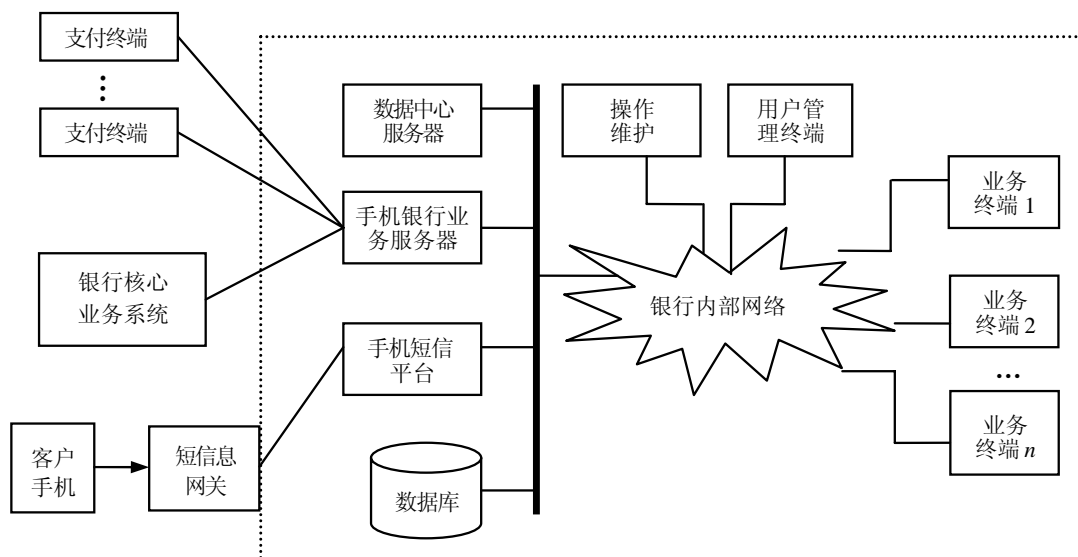 支付终端
⋮
支付终端
银行核心
业务系统
客户
手机
短信息
网关
数据中心
服务器
手机银行业
务服务器
手机短信
平台
数据库
操作
维护
用户管
理终端
银行内部网络
业务
终端 1
业务
终端 2
…
业务
终端 n